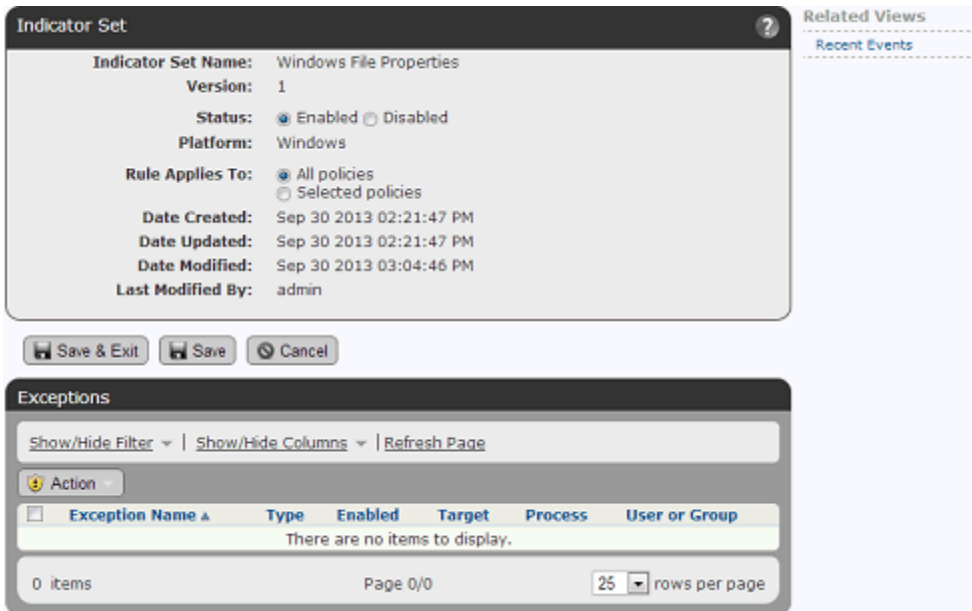 Indicator Set
?
Indicator Set Name: Windows File Properties
Version: 1
Status: Enabled Disabled
Platform: Windows
Rule Applies To: All policies
Selected policies
Date Created: Sep 30 2013 02:21:47 PM
Date Updated: Sep 30 2013 02:21:47 PM
Date Modified: Sep 30 2013 03:04:46 PM
Last Modified By: admin
Related Views
Recent Events
Save & Exit Save Cancel
Exceptions
Show/Hide Filter | Show/Hide Columns | Refresh Page
Action
Exception Name Type Enabled Target Process User or Group
There are no items to display.
0 items Page 0/0 25 rows per page